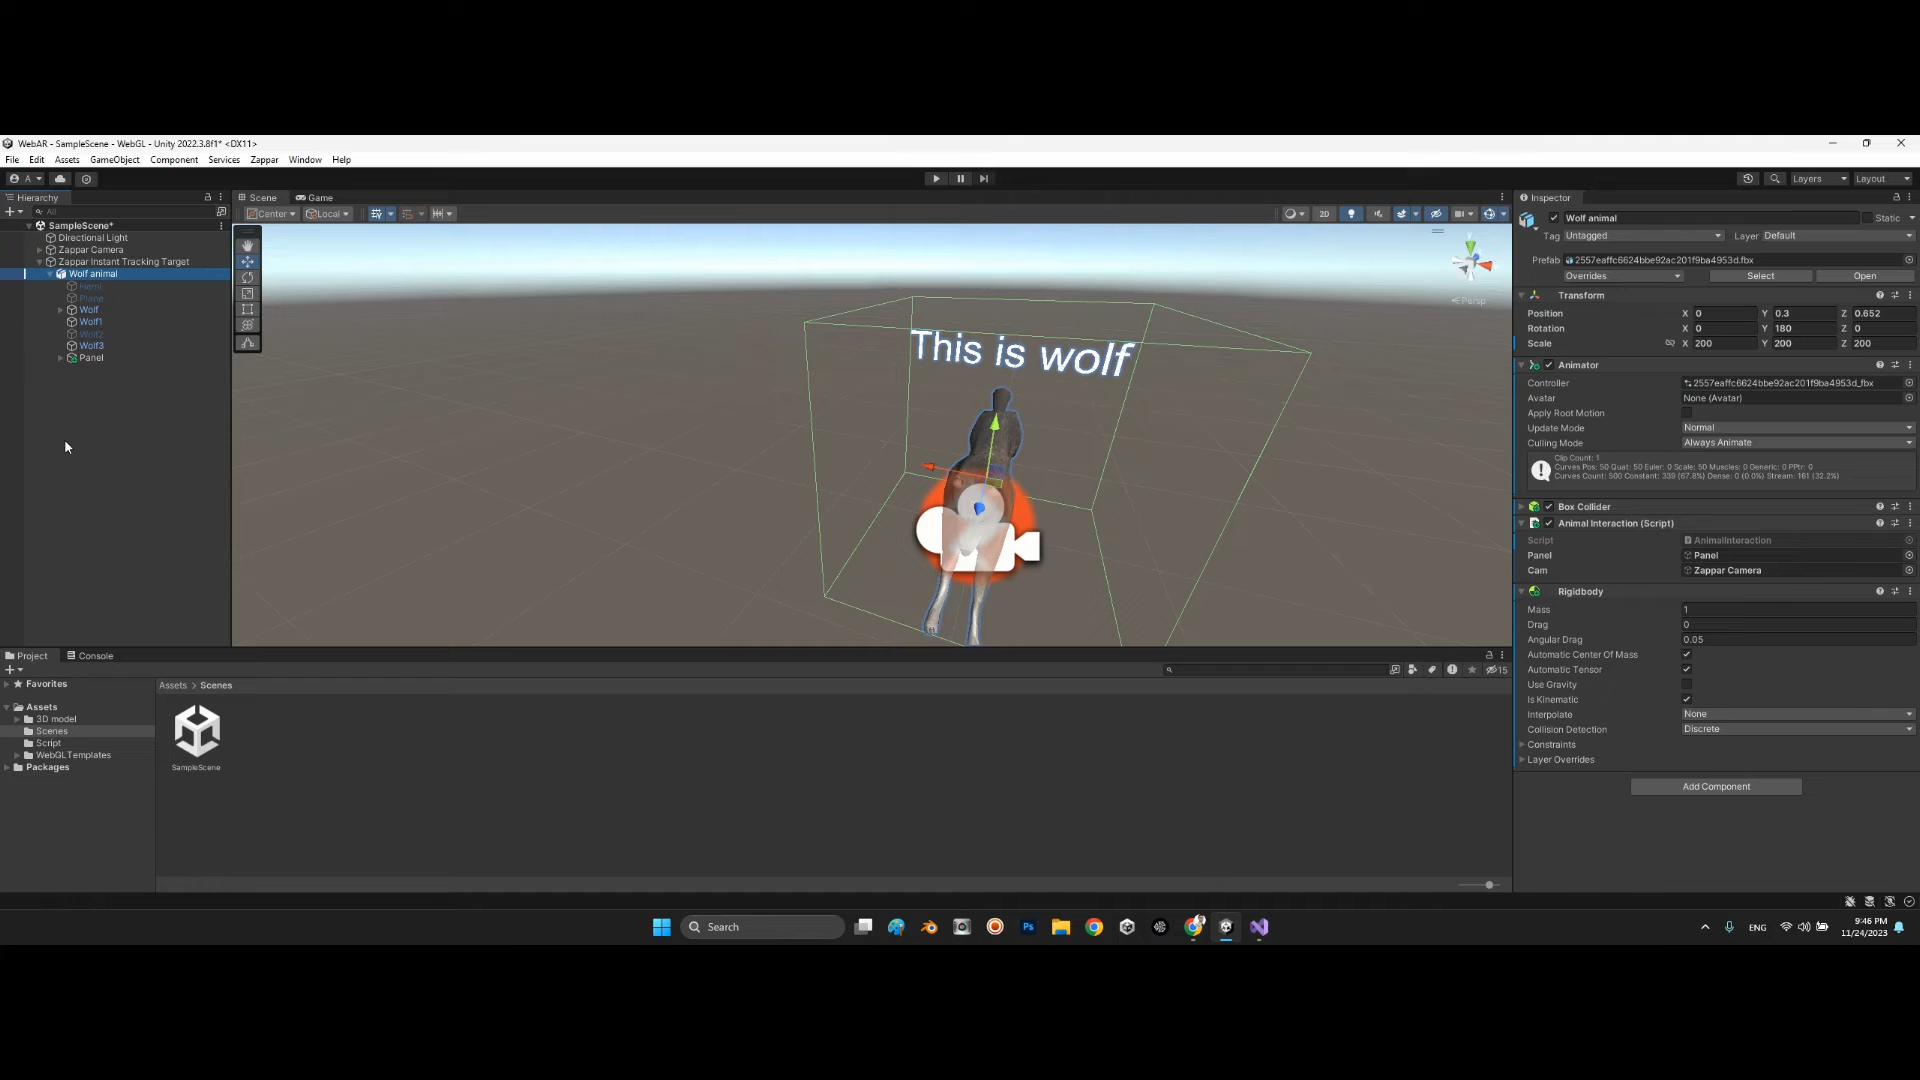 WebAR - SampleScene - WebGL - Unity 2022.3.8f1* <DX11>
File Edit Assets GameObject Component Services Zappar Window Help
A
Layers Layout
Hierarchy
All
SampleScene*
Directional Light
Zappar Camera
Zappar Instant Tracking Target
Wolf animal
Hemi
Plane
Wolf
Wolf1
Wolf2
Wolf3
Panel
Scene Game
Center Local
2D
Persp
This is wolf
Inspector
Wolf animal Static
Tag Untagged Layer Default
Prefab 2557eaffc6624bbe92ac201f9ba4953d.fbx
Overrides Select Open
Transform
Position X 0 Y 0.3 Z 0.652
Rotation X 0 Y 180 Z 0
Scale X 200 Y 200 Z 200
Animator
Controller 2557eaffc6624bbe92ac201f9ba4953d_fbx
Avatar None (Avatar)
Apply Root Motion
Update Mode Normal
Culling Mode Always Animate
Clip Count: 1
Curves Pos: 50 Quat: 50 Euler: 0 Scale: 50 Muscles: 0 Generic: 0 PPtr: 0
Curves Count: 500 Constant: 339 (67.8%) Dense: 0 (0.0%) Stream: 161 (32.2%)
Box Collider
Animal Interaction (Script)
Script AnimalInteraction
Panel Panel
Cam Zappar Camera
Rigidbody
Mass 1
Drag 0
Angular Drag 0.05
Automatic Center Of Mass
Automatic Tensor
Use Gravity
Is Kinematic
Interpolate None
Collision Detection Discrete
Constraints
Layer Overrides
Add Component
Project Console
15
Favorites
Assets
3D model
Scenes
Script
WebGLTemplates
Packages
Assets > Scenes
SampleScene
Search
Ps
ENG
9:46 PM
11/24/2023